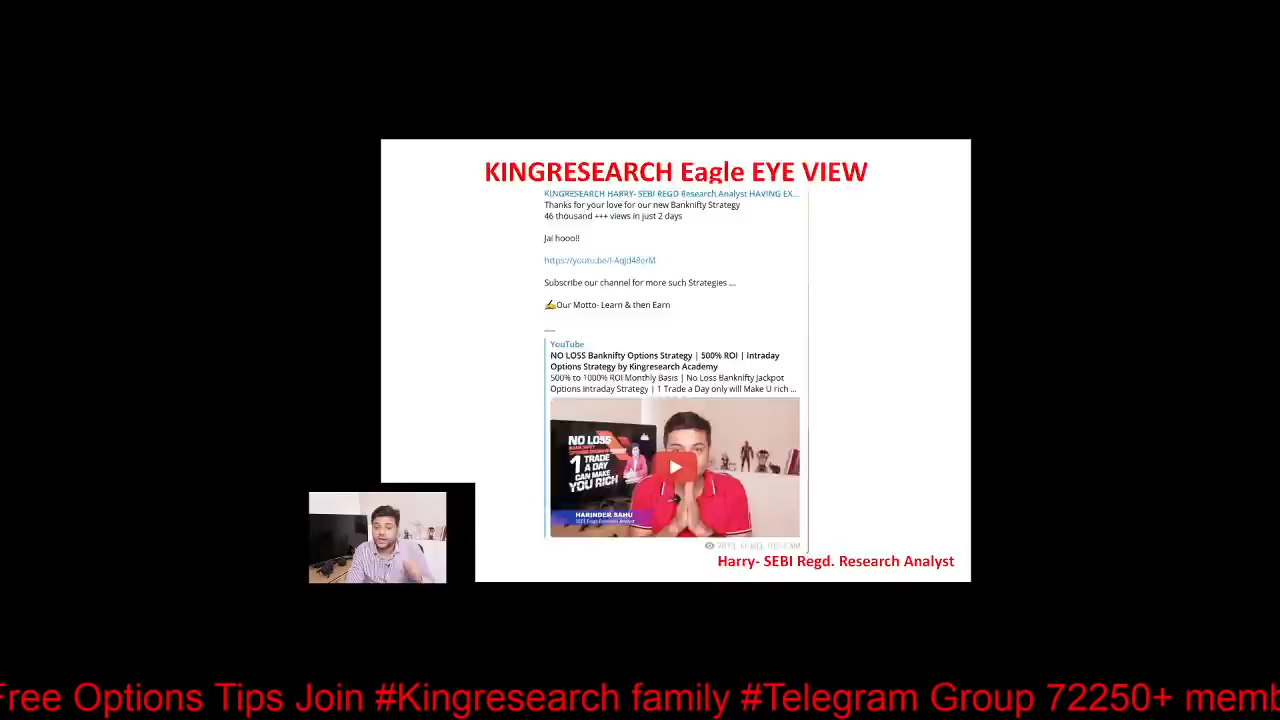 KINGRESEARCH Eagle EYE VIEW
KINGRESEARCH HARRY- SEBI REGD Research Analyst HAVING EX...
Thanks for your love for our new Banknifty Strategy
46 thousand +++ views in just 2 days
Jai hooo!!
Subscribe our channel for more such Strategies ...
✍Our Motto- Learn & then Earn
YouTube
NO LOSS Banknifty Options Strategy | 500% ROI | Intraday
Options Strategy by Kingresearch Academy
500% to 1000% ROI Monthly Basis | No Loss Banknifty Jackpot
Options intraday Strategy | 1 Trade a Day only will Make U rich ...
NO LOSS
1 TRADE
A DAY
CAN MAKE
YOU RICH
HARINDER SAHU
SEBI Regd Research Analyst
Harry- SEBI Regd. Research Analyst
Free Options Tips Join #Kingresearch family #Telegram Group 72250+ memb